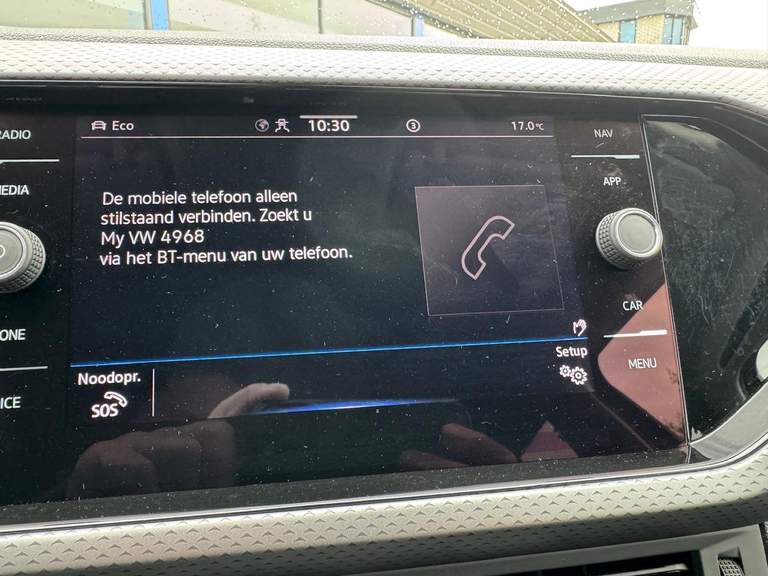 Eco
10:30
3
17.0°C
RADIO
MEDIA
ONE
ICE
De mobiele telefoon alleen
stilstaand verbinden. Zoekt u
My VW 4968
via het BT-menu van uw telefoon.
Noodopr.
SOS
Setup
NAV
APP
CAR
MENU